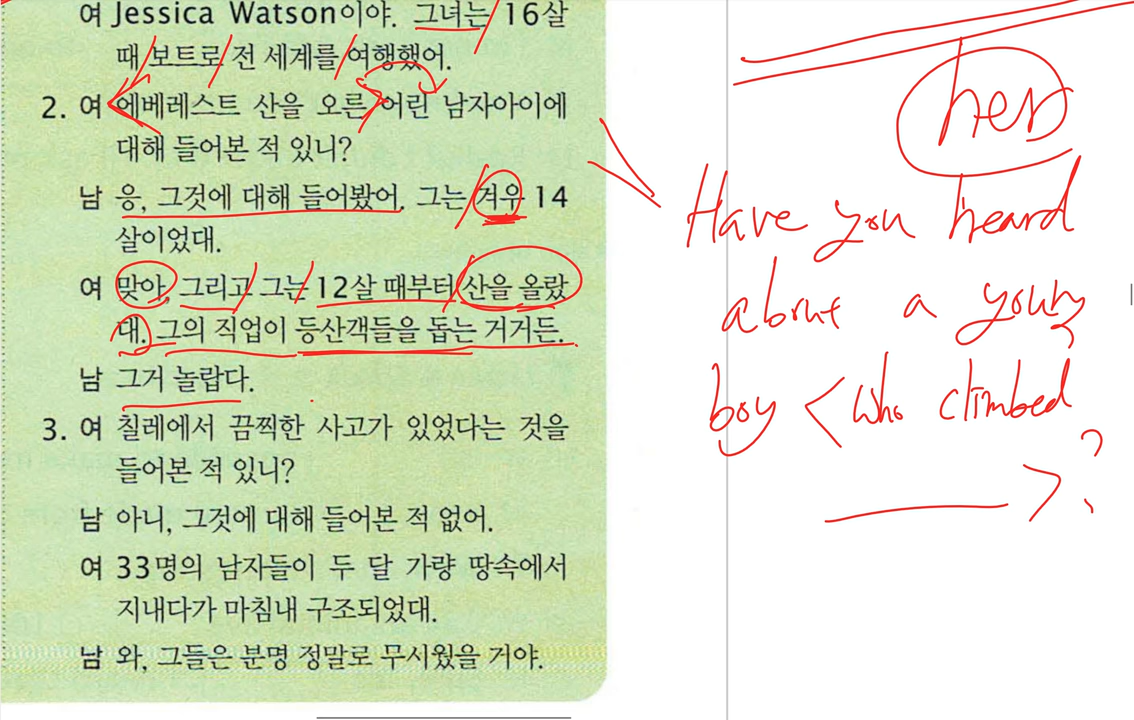 여 Jessica Watson이야. 그녀는 16살
때 보트로 전 세계를 여행했어.
2. 여 에베레스트 산을 오른 어린 남자아이에
대해 들어본 적 있니?
남 응, 그것에 대해 들어봤어. 그는 겨우 14
살이었대.
여 맞아, 그리고 그는 12살 때부터 산을 올랐
대. 그의 직업이 등산객들을 돕는 거거든.
남 그거 놀랍다.
3. 여 칠레에서 끔찍한 사고가 있었다는 것을
들어본 적 있니?
남 아니, 그것에 대해 들어본 적 없어.
여 33명의 남자들이 두 달 가량 땅속에서
지내다가 마침내 구조되었대.
남 와, 그들은 분명 정말로 무시웠을 거야.
her
Have you heard
about a young
boy < who climbed
>?